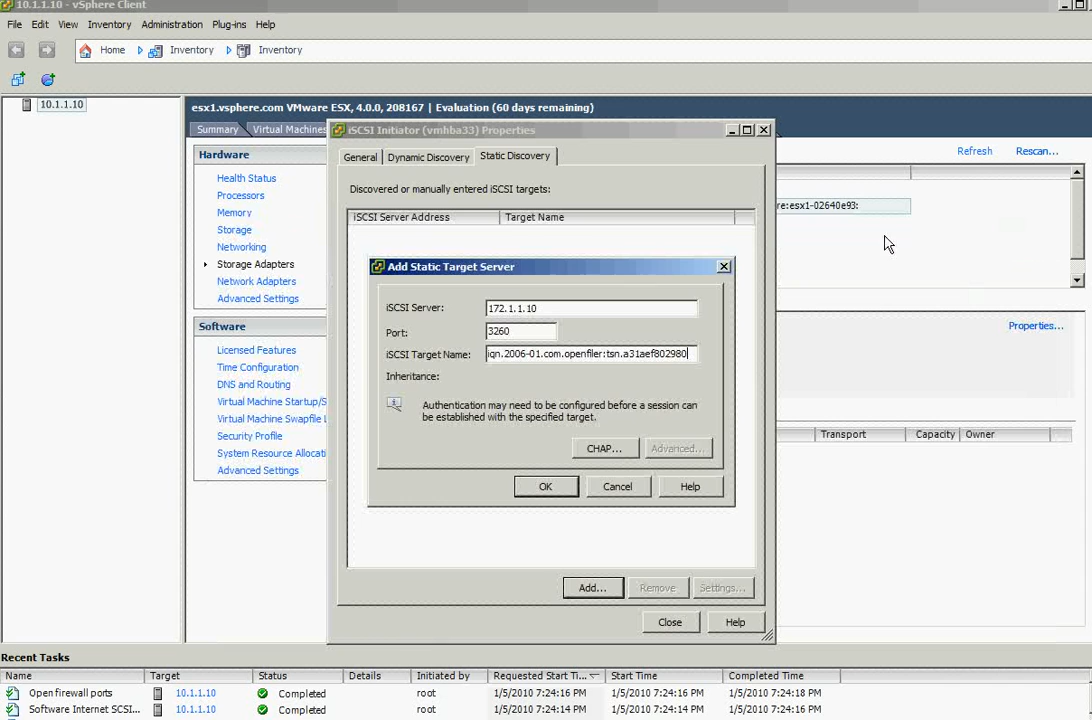 10.1.1.10 - vSphere Client
File Edit View Inventory Administration Plug-ins Help
Home Inventory Inventory
10.1.1.10
esx1.vsphere.com VMware ESX, 4.0.0, 208167 | Evaluation (60 days remaining)
Summary Virtual Machines
Hardware
Health Status
Processors
Memory
Storage
Networking
Storage Adapters
Network Adapters
Advanced Settings
Software
Licensed Features
Time Configuration
DNS and Routing
Virtual Machine Startup/S
Virtual Machine Swapfile L
Security Profile
System Resource Allocati
Advanced Settings
Refresh Rescan...
re:esx1-02640e93:
Properties...
Transport Capacity Owner
iSCSI Initiator (vmhba33) Properties
General Dynamic Discovery Static Discovery
Discovered or manually entered iSCSI targets:
iSCSI Server Address Target Name
Add Static Target Server
iSCSI Server: 172.1.1.10
Port: 3260
iSCSI Target Name: iqn.2006-01.com.openfiler:tsn.a31aef802980
Inheritance:
Authentication may need to be configured before a session can
be established with the specified target.
CHAP... Advanced...
OK Cancel Help
Add... Remove Settings...
Close Help
Recent Tasks
Name Target Status Details Initiated by Requested Start Ti... Start Time Completed Time
Open firewall ports 10.1.1.10 Completed root 1/5/2010 7:24:16 PM 1/5/2010 7:24:16 PM 1/5/2010 7:24:18 PM
Software Internet SCSI... 10.1.1.10 Completed root 1/5/2010 7:24:14 PM 1/5/2010 7:24:14 PM 1/5/2010 7:24:16 PM